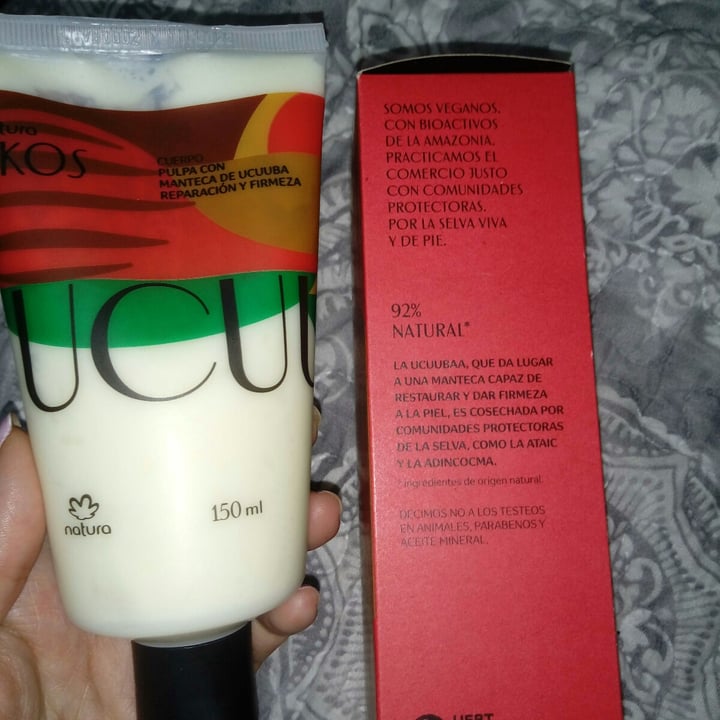 tura
KOS
CUERPO
PULPA CON
MANTECA DE UCUUBA
REPARACIÓN Y FIRMEZA
UCUU
natura
150 ml
SOMOS VEGANOS,
CON BIOACTIVOS
DE LA AMAZONIA,
PRACTICAMOS EL
COMERCIO JUSTO
CON COMUNIDADES
PROTECTORAS.
POR LA SELVA VIVA
Y DE PIE.
92%
NATURAL*
LA UCUUBAA, QUE DA LUGAR
A UNA MANTECA CAPAZ DE
RESTAURAR Y DAR FIRMEZA
A LA PIEL, ES COSECHADA POR
COMUNIDADES PROTECTORAS
DE LA SELVA, COMO LA ATAIC
Y LA ADINCOCMA.
*ingredientes de origen natural.
DECIMOS NO A LOS TESTEOS
EN ANIMALES, PARABENOS Y
ACEITE MINERAL.